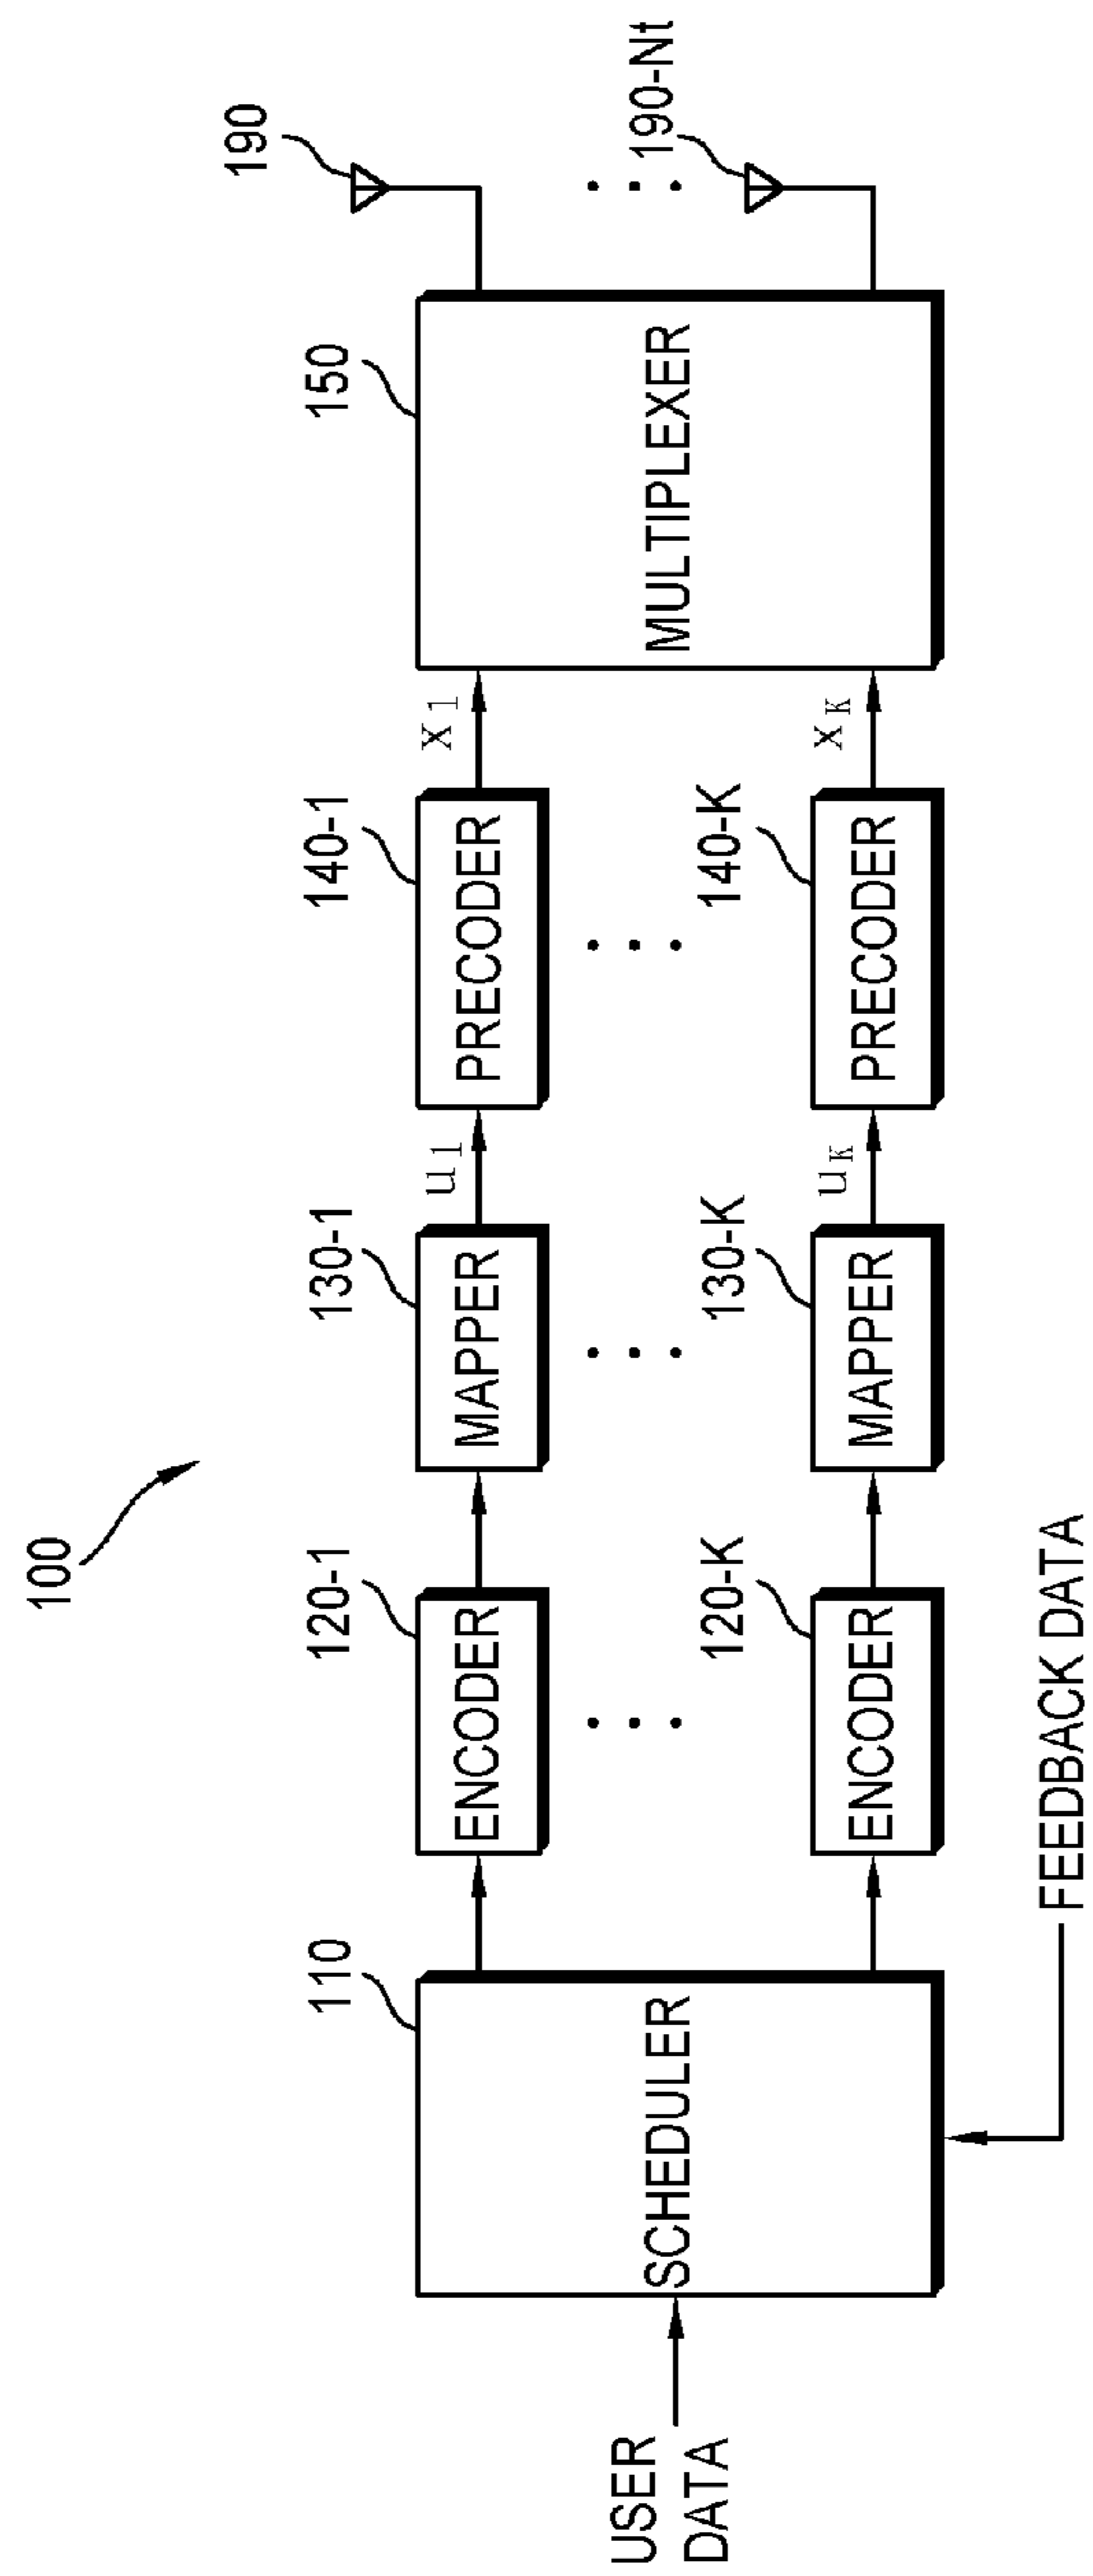 100
190
190-Nt
110
120-1
130-1
140-1
150
USER
DATA
SCHEDULER
ENCODER
MAPPER
u1
PRECODER
x1
MULTIPLEXER
120-K
130-K
140-K
ENCODER
MAPPER
uK
PRECODER
xK
FEEDBACK DATA